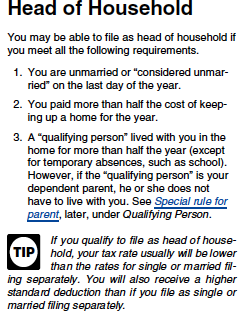 Head of Household
You may be able to file as head of household if
you meet all the following requirements.
1. You are unmarried or “considered unmar-
ried” on the last day of the year.
2. You paid more than half the cost of keep-
ing up a home for the year.
3. A “qualifying person” lived with you in the
home for more than half the year (except
for temporary absences, such as school).
However, if the “qualifying person” is your
dependent parent, he or she does not
have to live with you. See Special rule for
parent, later, under Qualifying Person.
TIP
If you qualify to file as head of house-
hold, your tax rate usually will be lower
than the rates for single or married fil-
ing separately. You will also receive a higher
standard deduction than if you file as single or
married filing separately.